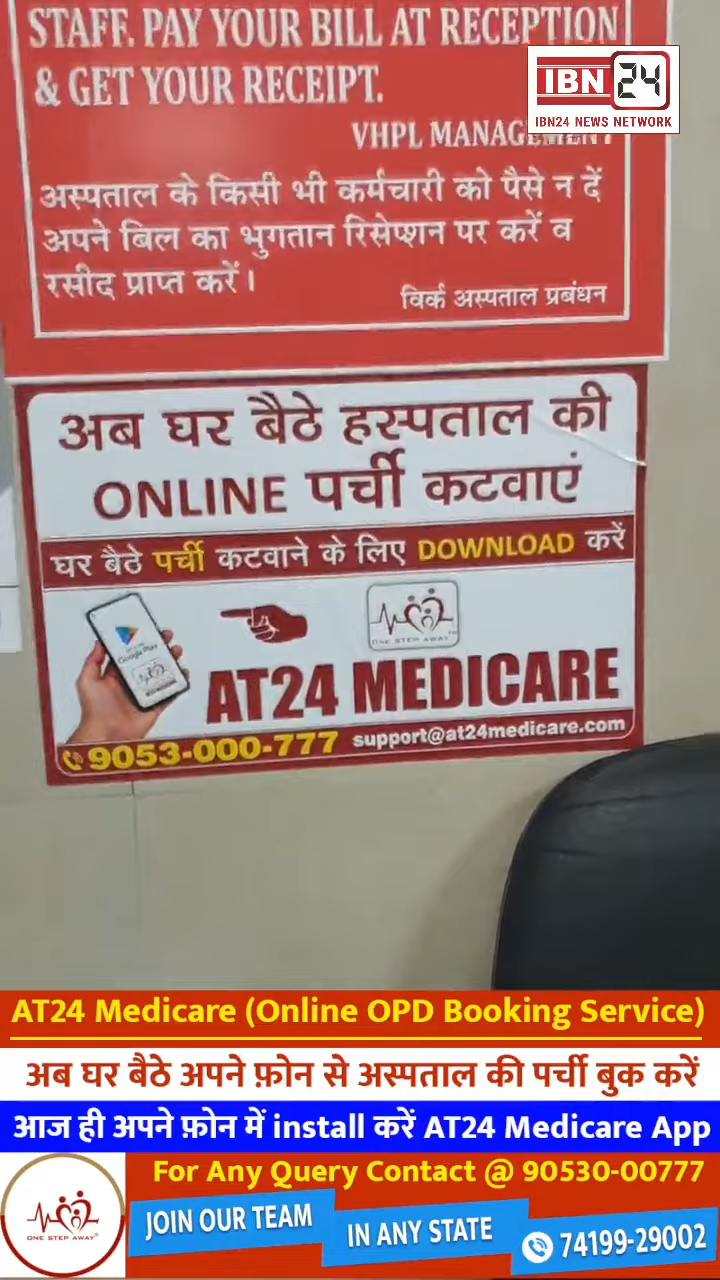 STAFF. PAY YOUR BILL AT RECEPTION
& GET YOUR RECEIPT.
IBN 24
IBN24 NEWS NETWORK
VHPL MANAGEMENT
अस्पताल के किसी भी कर्मचारी को पैसे न दें
अपने बिल का भुगतान रिसेप्शन पर करें व
रसीद प्राप्त करें।
विर्क अस्पताल प्रबंधन
अब घर बैठे हस्पताल की
ONLINE पर्ची कटवाएं
घर बैठे पर्ची कटवाने के लिए DOWNLOAD करें
Google Play
ONE STEP AWAY
AT24 MEDICARE
9053-000-777 support@at24medicare.com
AT24 Medicare (Online OPD Booking Service)
अब घर बैठे अपने फ़ोन से अस्पताल की पर्ची बुक करें
आज ही अपने फ़ोन में install करें AT24 Medicare App
For Any Query Contact @ 90530-00777
ONE STEP AWAY
JOIN OUR TEAM IN ANY STATE 74199-29002